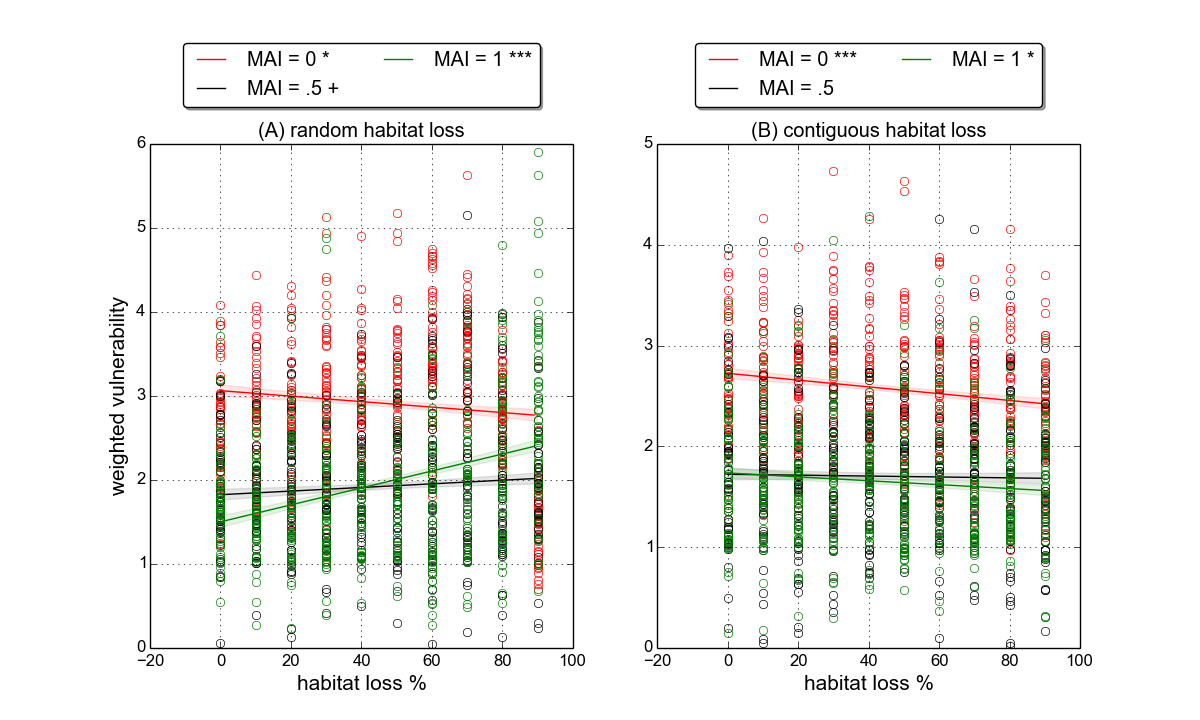 MAI = 0 *
MAI = 1 ***
MAI = .5 +
MAI = 0 ***
MAI = 1 *
MAI = .5
(A) random habitat loss
(B) contiguous habitat loss
weighted vulnerability
6
5
4
3
2
1
0
−20
0
20
40
60
80
100
habitat loss %
5
4
3
2
1
0
−20
0
20
40
60
80
100
habitat loss %